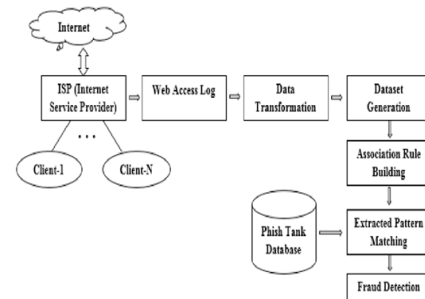 Internet
ISP (Internet
Service Provider)
Web Access Log
Data
Transformation
Dataset
Generation
...
Client-1
Client-N
Association Rule
Building
Phish Tank
Database
Extracted Pattern
Matching
Fraud Detection